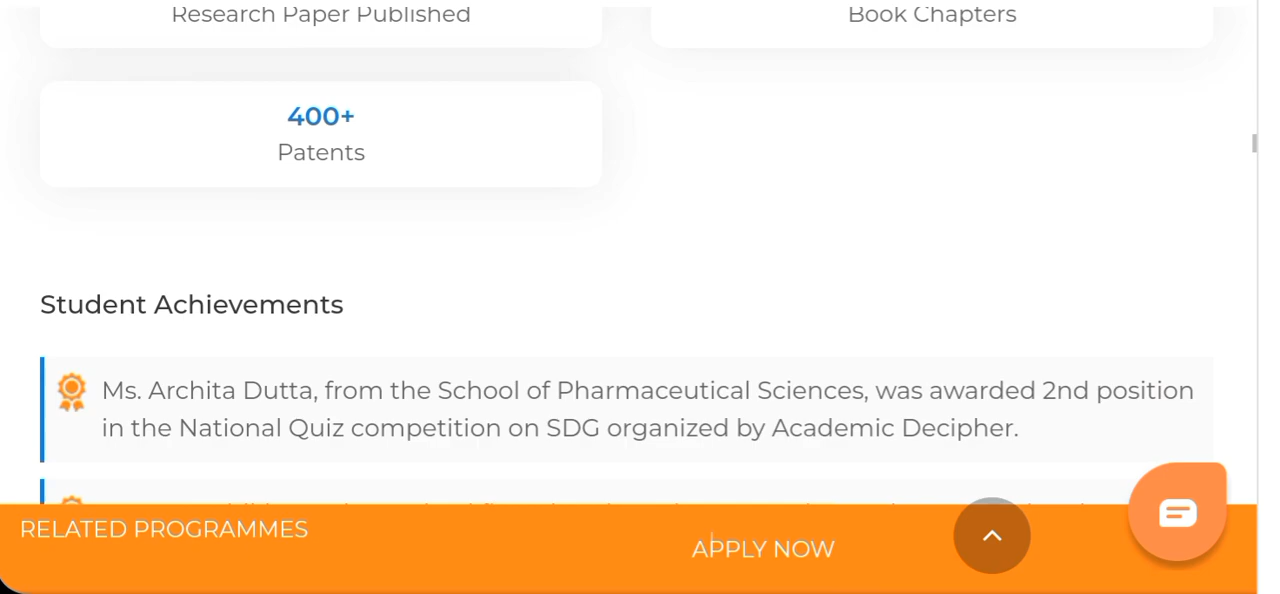 Research Paper Published
Book Chapters
400+
Patents
Student Achievements
Ms. Archita Dutta, from the School of Pharmaceutical Sciences, was awarded 2nd position
in the National Quiz competition on SDG organized by Academic Decipher.
RELATED PROGRAMMES
APPLY NOW